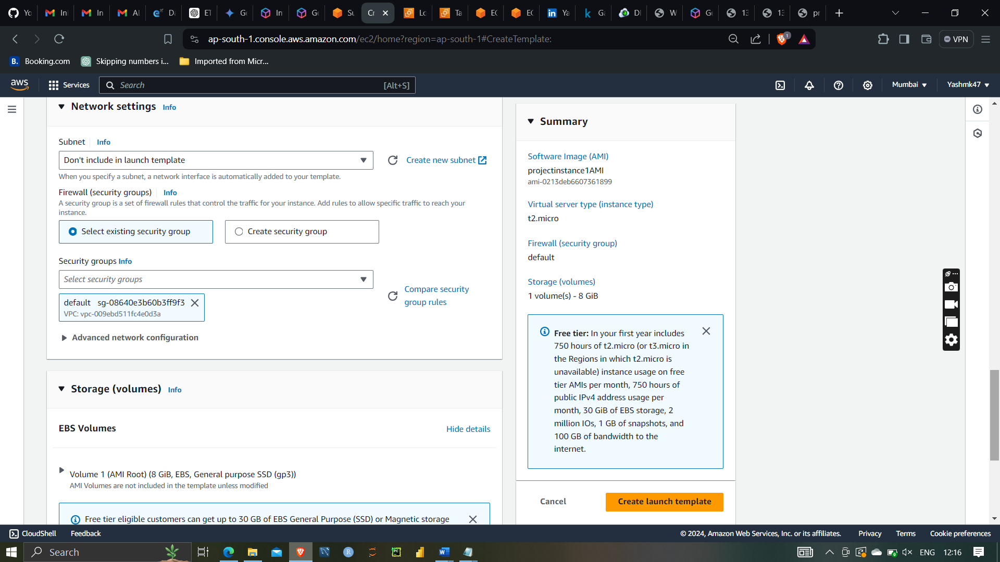 Yo
In
In
Al
Da
ET
Ge
In
Ge
Su
Cr
Lo
Ta
EC
EC
Ya
Ga
DI
W
Ge
13
13
pr
ap-south-1.console.aws.amazon.com/ec2/home?region=ap-south-1#CreateTemplate:
1
VPN
B. Booking.com
Skipping numbers i...
Imported from Micr...
aws
Services
Search
[Alt+S]
Mumbai
Yashmk47
Network settings Info
Subnet Info
Don't include in launch template
Create new subnet
When you specify a subnet, a network interface is automatically added to your template.
Firewall (security groups) Info
A security group is a set of firewall rules that control the traffic for your instance. Add rules to allow specific traffic to reach your
instance.
Select existing security group
Create security group
Security groups Info
Select security groups
Compare security
group rules
default sg-08640e3b60b3ff9f3
VPC: vpc-009ebd511fc4e0d3a
Advanced network configuration
Storage (volumes) Info
EBS Volumes
Hide details
Volume 1 (AMI Root) (8 GiB, EBS, General purpose SSD (gp3))
AMI Volumes are not included in the template unless modified
Free tier eligible customers can get up to 30 GB of EBS General Purpose (SSD) or Magnetic storage
Summary
Software Image (AMI)
projectinstance1AMI
ami-0213deb6607361899
Virtual server type (instance type)
t2.micro
Firewall (security group)
default
Storage (volumes)
1 volume(s) - 8 GiB
Free tier: In your first year includes
750 hours of t2.micro (or t3.micro in
the Regions in which t2.micro is
unavailable) instance usage on free
tier AMIs per month, 750 hours of
public IPv4 address usage per
month, 30 GiB of EBS storage, 2
million IOs, 1 GB of snapshots, and
100 GB of bandwidth to the
internet.
Cancel
Create launch template
CloudShell
Feedback
© 2024, Amazon Web Services, Inc. or its affiliates.
Privacy
Terms
Cookie preferences
Search
ENG
12:16